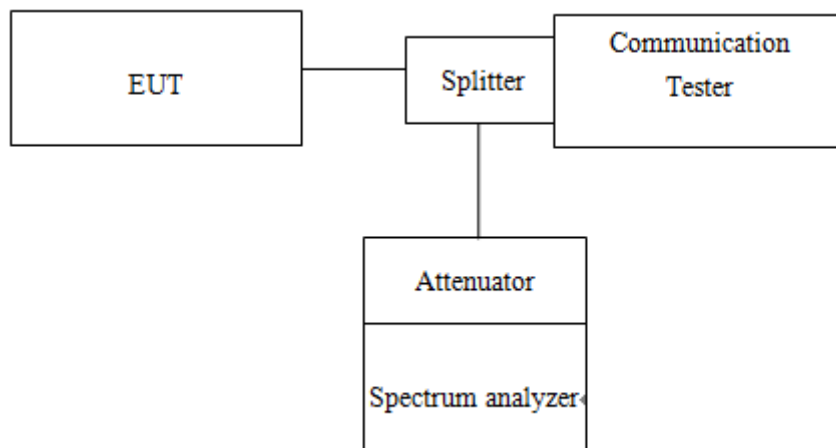 EUT
Splitter
Communication
Tester
Attenuator
Spectrum analyzer